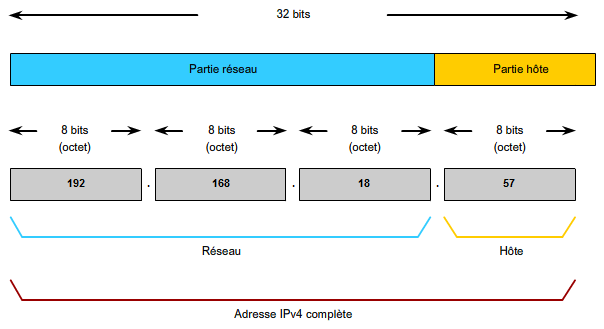 32 bits
Partie réseau Partie hôte
8 bits 8 bits 8 bits 8 bits
(octet) (octet) (octet) (octet)
192 . 168 . 18 . 57
Réseau Hôte
Adresse IPv4 complète